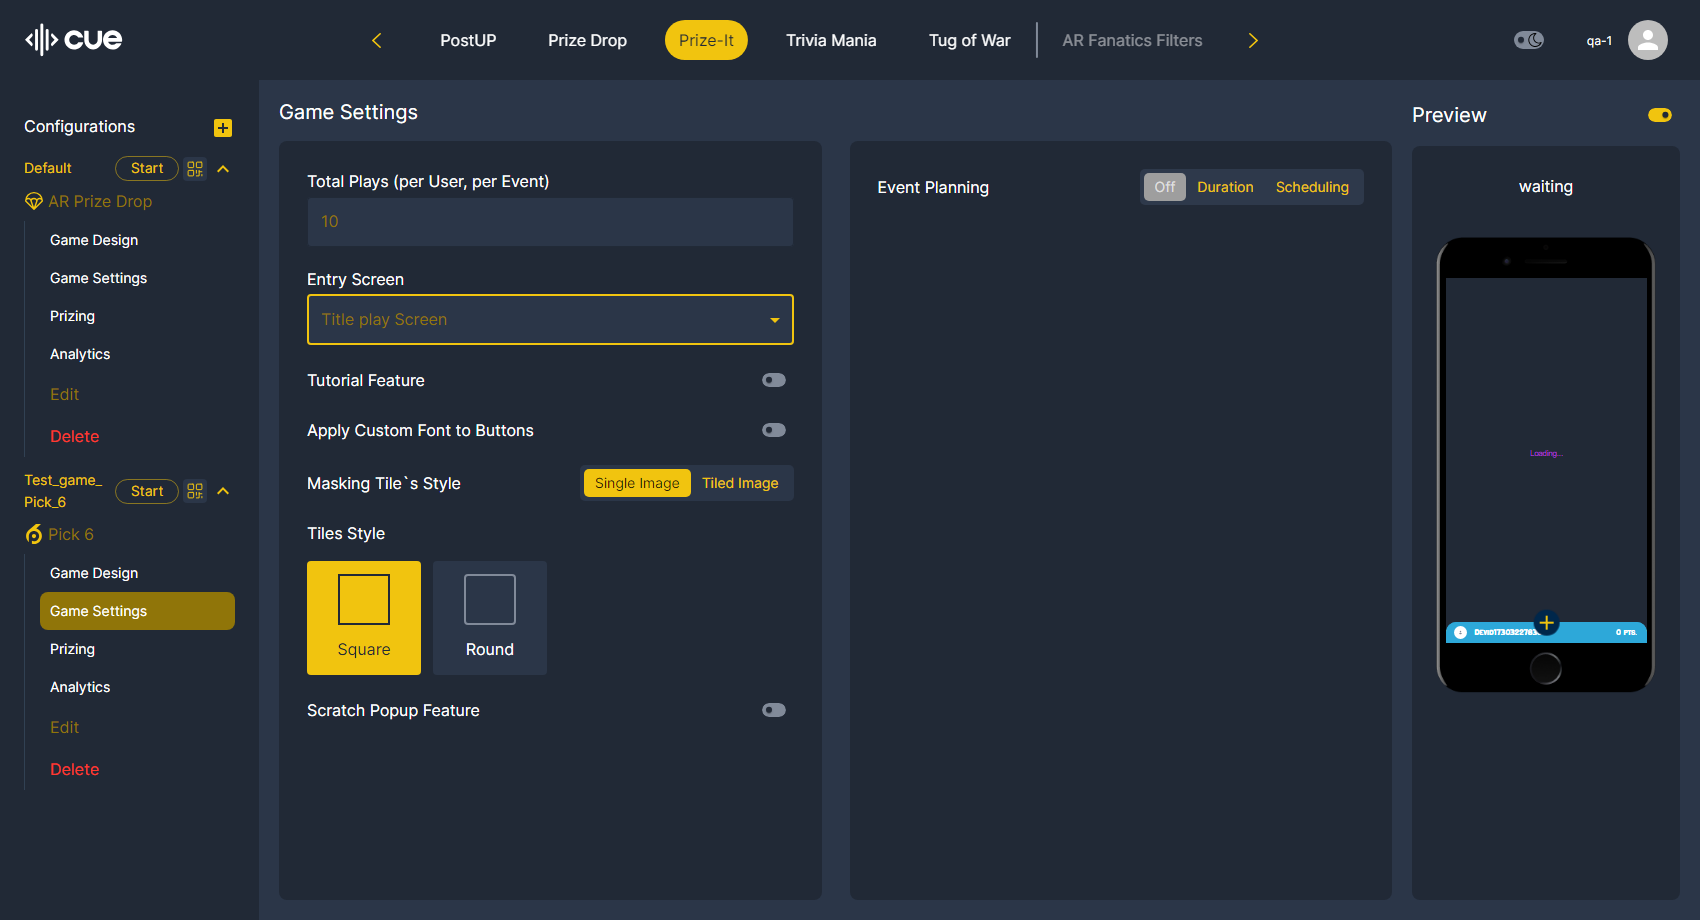 cue
PostUP
Prize Drop
Prize-It
Trivia Mania
Tug of War
AR Fanatics Filters
qa-1
Configurations
Default
Start
AR Prize Drop
Game Design
Game Settings
Prizing
Analytics
Edit
Delete
Test_game_
Pick_6
Start
Pick 6
Game Design
Game Settings
Prizing
Analytics
Edit
Delete
Game Settings
Total Plays (per User, per Event)
10
Entry Screen
Title play Screen
Tutorial Feature
Apply Custom Font to Buttons
Masking Tile`s Style
Single Image
Tiled Image
Tiles Style
Square
Round
Scratch Popup Feature
Event Planning
Off
Duration
Scheduling
Preview
waiting
Loading...
0 PTS.